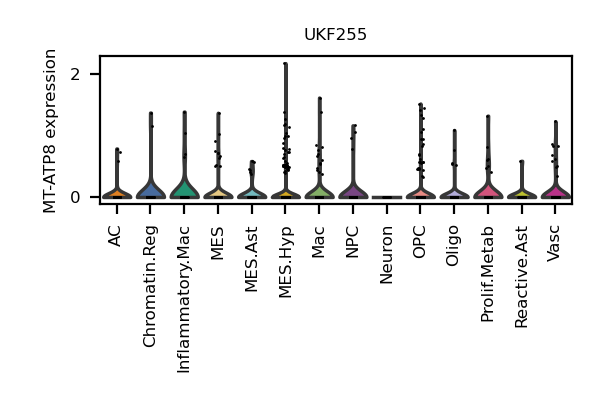 UKF255
MT-ATP8 expression
2
0
AC
Chromatin.Reg
Inflammatory.Mac
MES
MES.Ast
MES.Hyp
Mac
NPC
Neuron
OPC
Oligo
Prolif.Metab
Reactive.Ast
Vasc